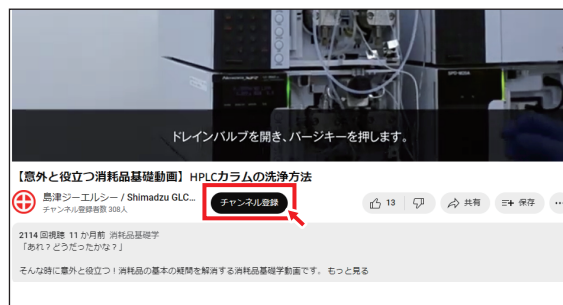 ドレインバルブを開き、パージキーを押します。
【意外と役立つ消耗品基礎動画】HPLCカラムの洗浄方法
島津ジーエルシー / Shimadzu GLC...
チャンネル登録者数 308人
チャンネル登録
13
共有
保存
...
2114 回視聴 11 か月前 消耗品基礎学
「あれ？どうだったかな？」
そんな時に意外と役立つ！消耗品の基本の疑問を解消する消耗品基礎学動画です。 もっと見る